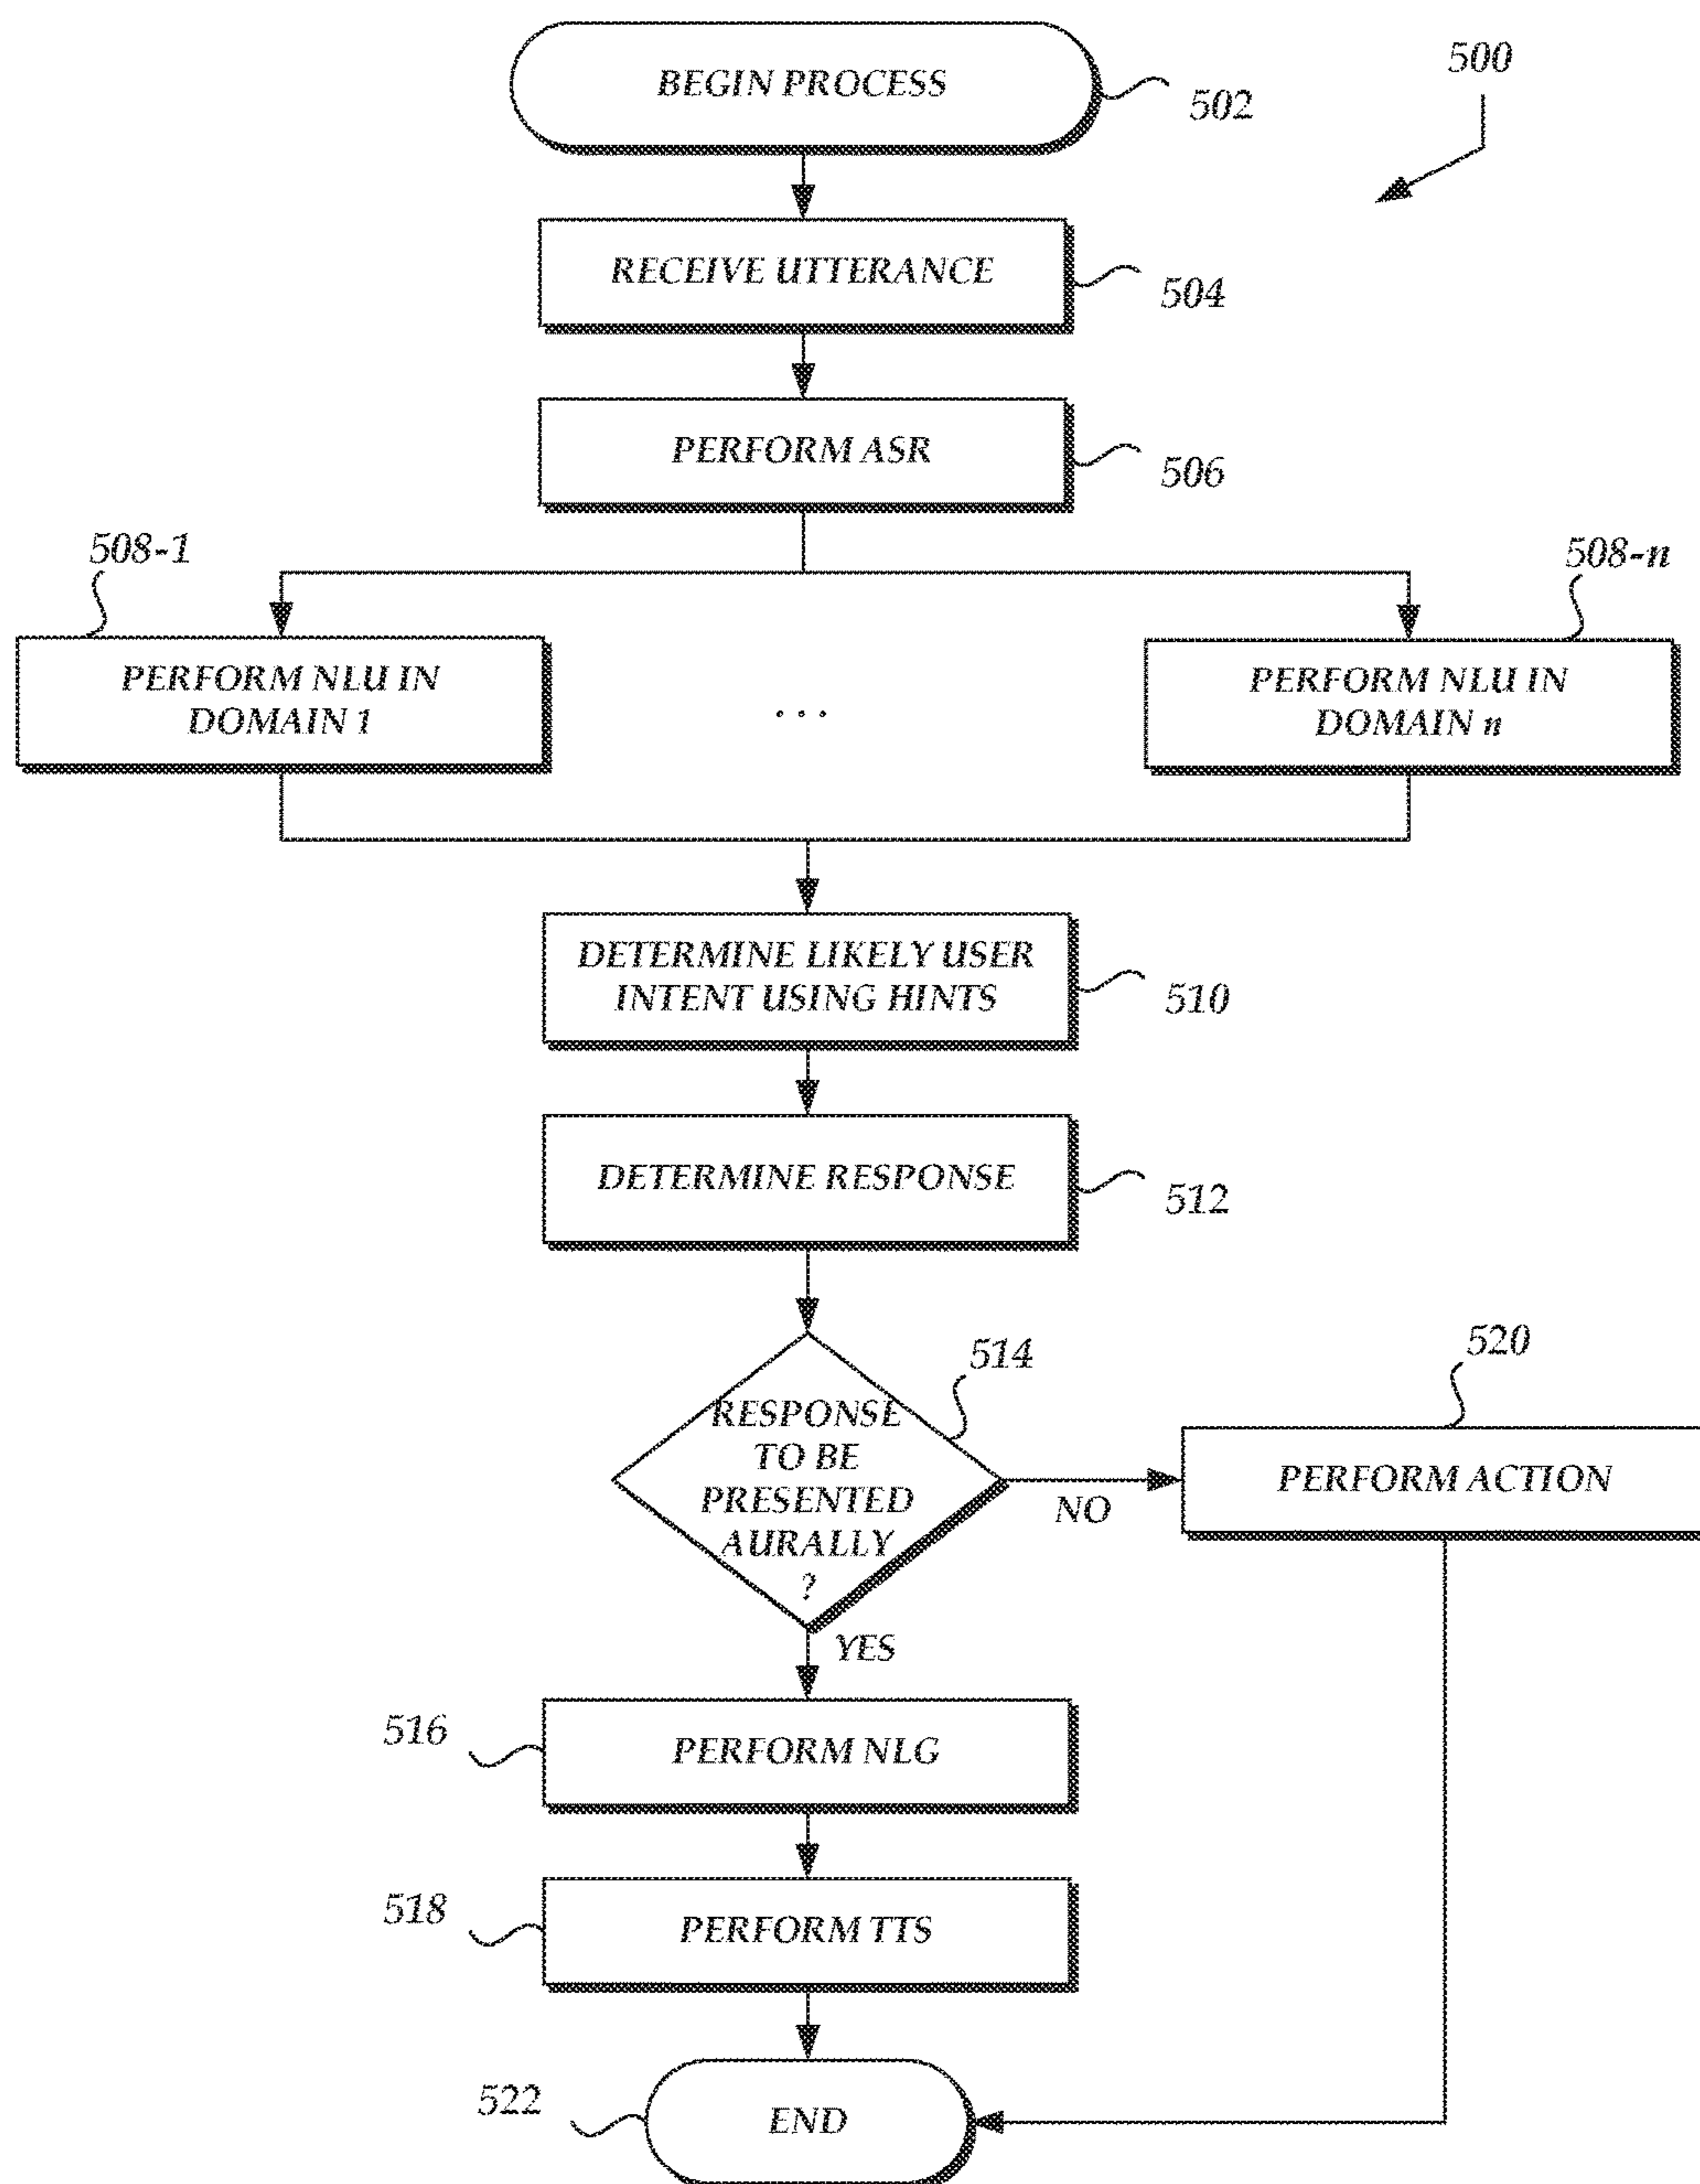 BEGIN PROCESS
502
500
RECEIVE UTTERANCE
504
PERFORM ASR
506
508-1
508-n
PERFORM NLU IN
DOMAIN 1
. . .
PERFORM NLU IN
DOMAIN n
DETERMINE LIKELY USER
INTENT USING HINTS
510
DETERMINE RESPONSE
512
514
RESPONSE
TO BE
PRESENTED
AURALLY
?
NO
520
PERFORM ACTION
YES
516
PERFORM NLG
518
PERFORM TTS
522
END